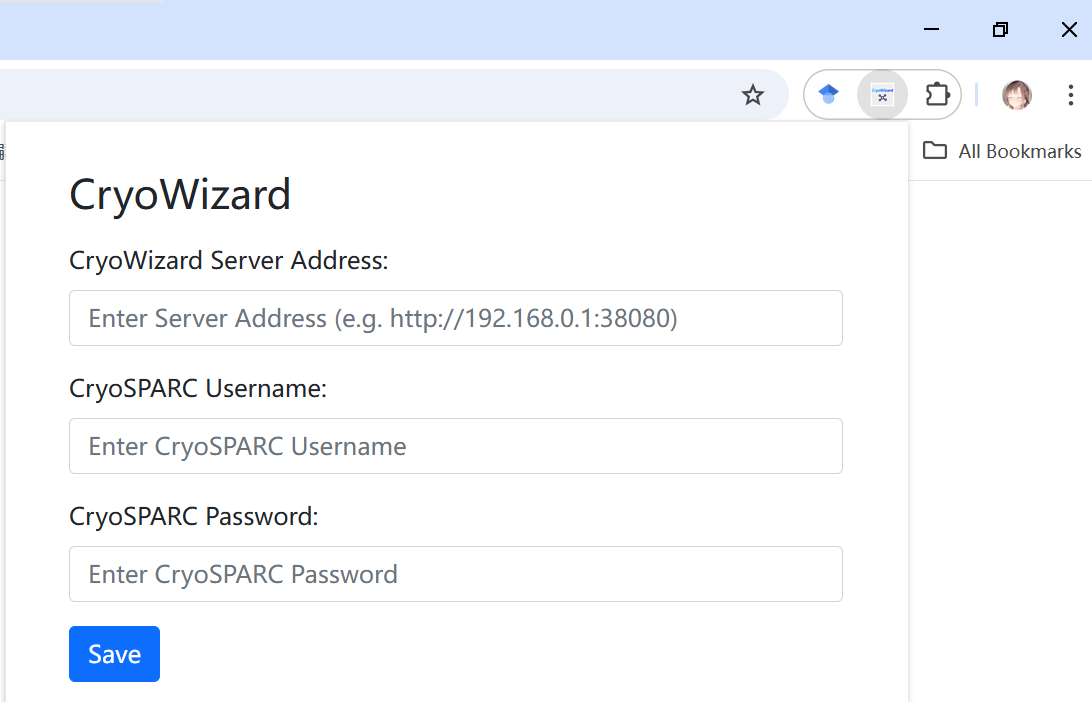 All Bookmarks
CryoWizard
CryoWizard Server Address:
Enter Server Address (e.g. http://192.168.0.1:38080)
CryoSPARC Username:
Enter CryoSPARC Username
CryoSPARC Password:
Enter CryoSPARC Password
Save